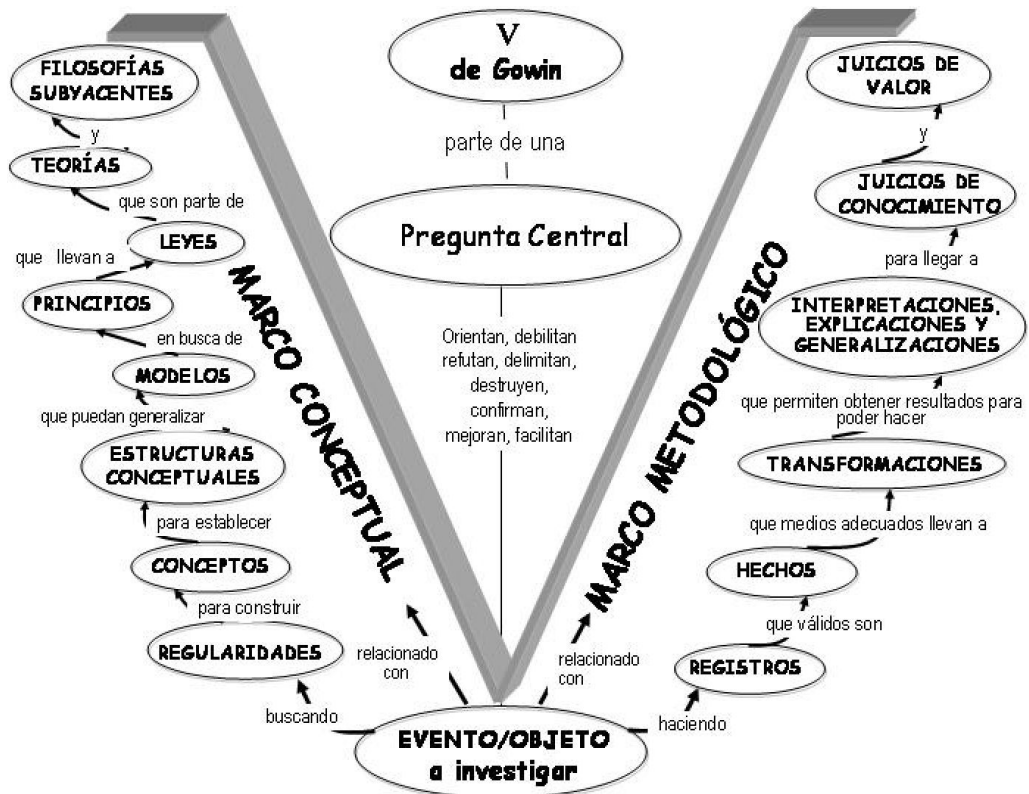 V
de Gowin
parte de una
Pregunta Central
Orientan, debilitan
refutan, delimitan,
destruyen,
confirman,
mejoran, facilitan
FILOSOFÍAS
SUBYACENTES
y
TEORÍAS
que son parte de
LEYES
que llevan a
PRINCIPIOS
en busca de
MODELOS
que puedan generalizar
ESTRUCTURAS
CONCEPTUALES
para establecer
CONCEPTOS
para construir
REGULARIDADES
buscando
MARCO CONCEPTUAL
relacionado
con
EVENTO/OBJETO
a investigar
relacionado
con
MARCO METODOLÓGICO
JUICIOS DE
VALOR
y
JUICIOS DE
CONOCIMIENTO
para llegar a
INTERPRETACIONES,
EXPLICACIONES Y
GENERALIZACIONES
que permiten obtener resultados para
poder hacer
TRANSFORMACIONES
que medios adecuados llevan a
HECHOS
que válidos son
REGISTROS
haciendo